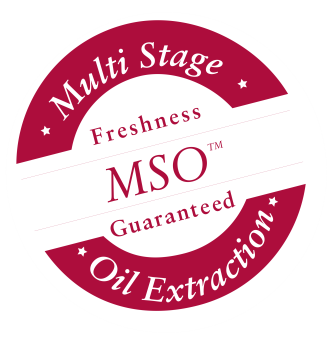 Multi Stage
Freshness
MSO™
Guaranteed
Oil Extraction